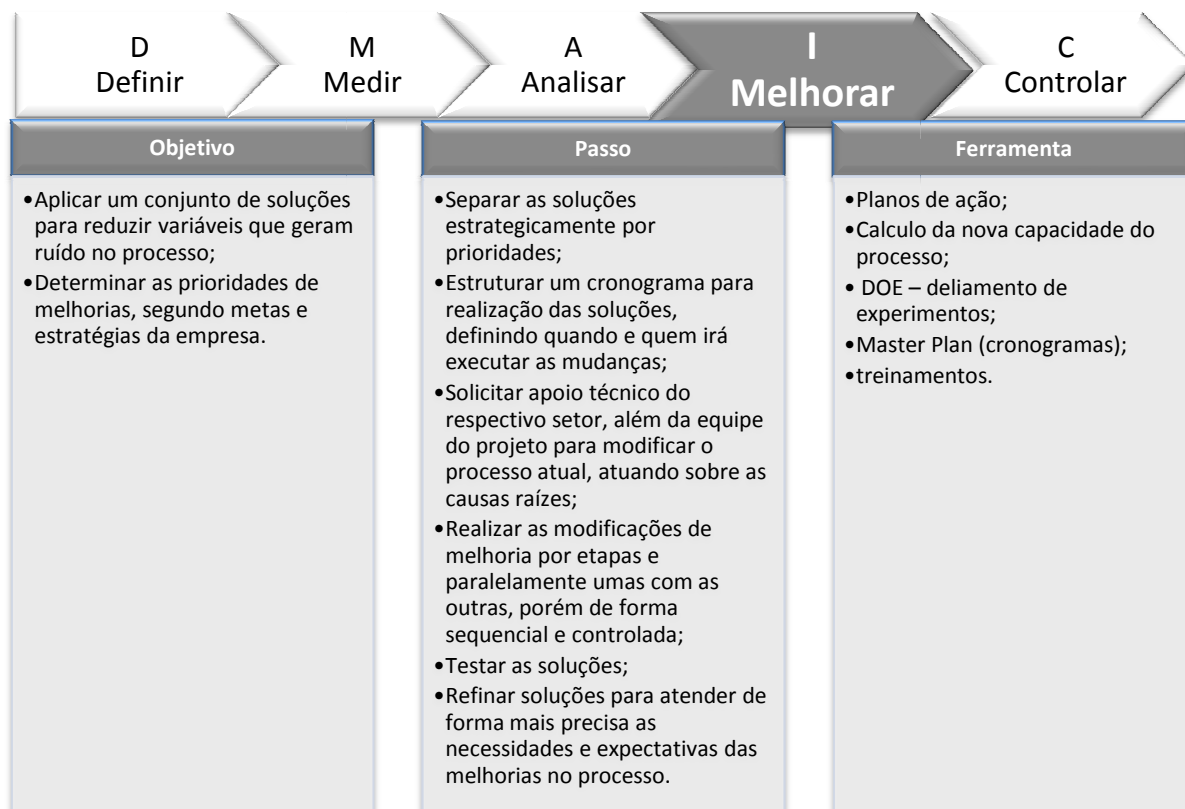 D
Definir
M
Medir
A
Analisar
I
Melhorar
C
Controlar
Objetivo
•Aplicar um conjunto de soluções
para reduzir variáveis que geram
ruído no processo;
•Determinar as prioridades de
melhorias, segundo metas e
estratégias da empresa.
Passo
•Separar as soluções
estrategicamente por
prioridades;
•Estruturar um cronograma para
realização das soluções,
definindo quando e quem irá
executar as mudanças;
•Solicitar apoio técnico do
respectivo setor, além da equipe
do projeto para modificar o
processo atual, atuando sobre as
causas raízes;
•Realizar as modificações de
melhoria por etapas e
paralelamente umas com as
outras, porém de forma
sequencial e controlada;
•Testar as soluções;
•Refinar soluções para atender de
forma mais precisa as
necessidades e expectativas das
melhorias no processo.
Ferramenta
•Planos de ação;
•Calculo da nova capacidade do
processo;
• DOE – deliamento de
experimentos;
•Master Plan (cronogramas);
•treinamentos.